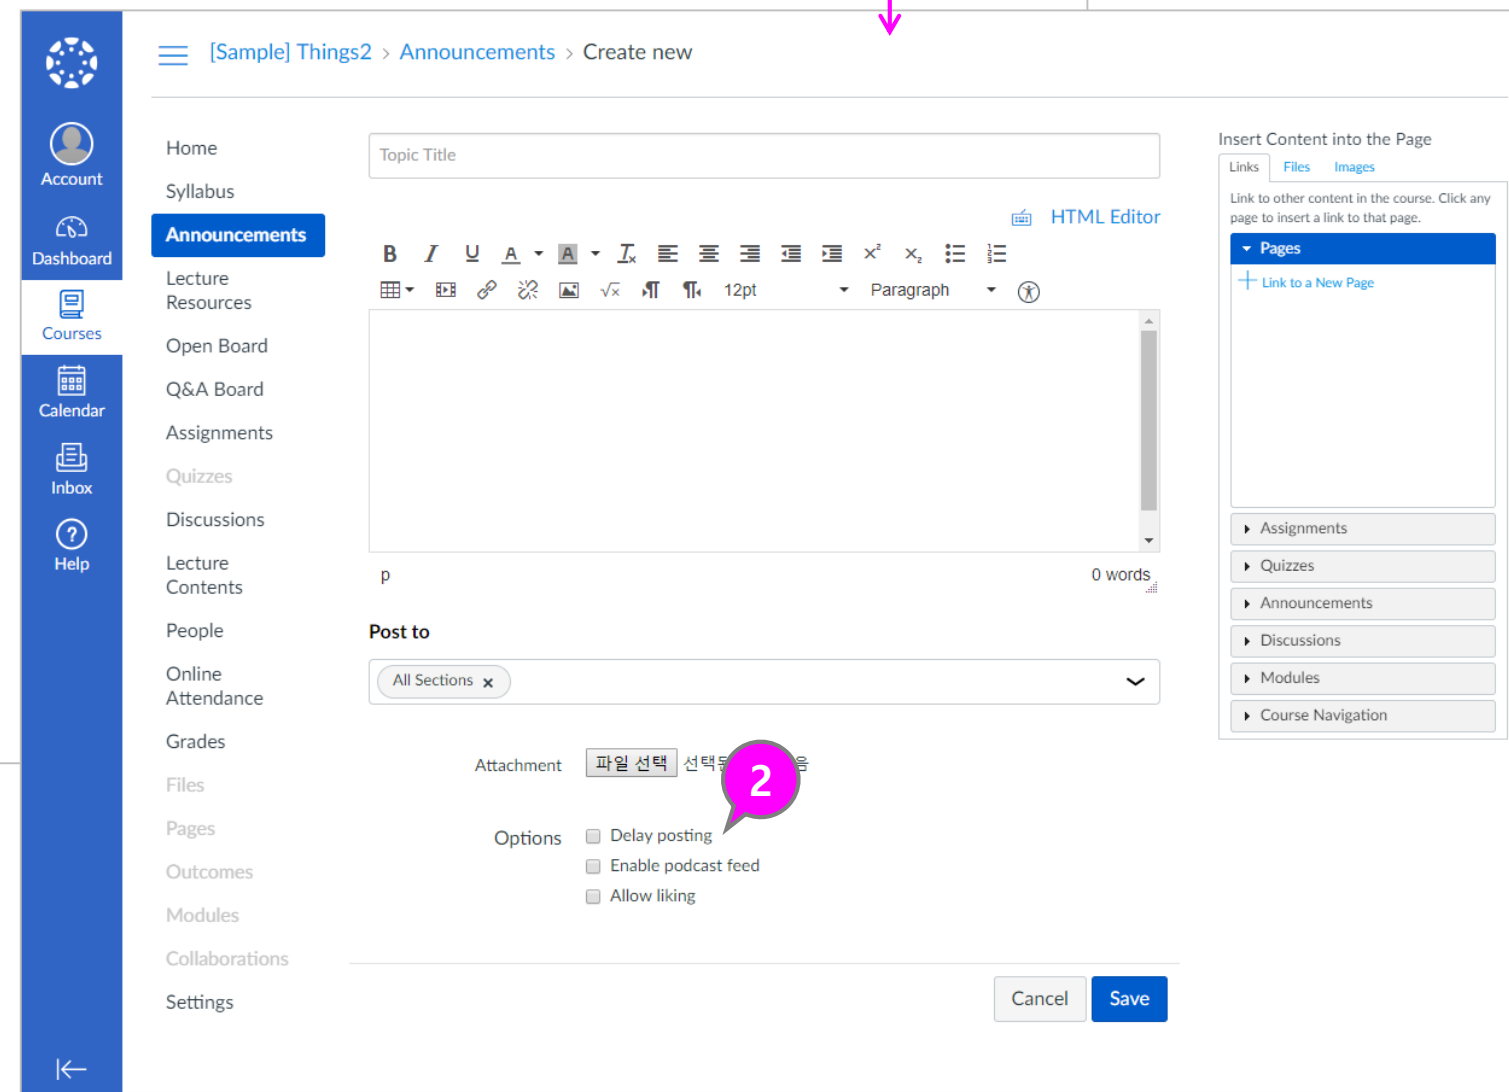 [Sample] Things2 > Announcements > Create new
Account
Dashboard
Courses
Calendar
Inbox
Help
Home
Syllabus
Announcements
Lecture
Resources
Open Board
Q&A Board
Assignments
Quizzes
Discussions
Lecture
Contents
People
Online
Attendance
Grades
Files
Pages
Outcomes
Modules
Collaborations
Settings
Topic Title
HTML Editor
12pt Paragraph
p 0 words
Post to
All Sections ×
Attachment 파일 선택
2
Options Delay posting
Enable podcast feed
Allow liking
Cancel Save
Insert Content into the Page
Links Files Images
Link to other content in the course. Click any
page to insert a link to that page.
Pages
Link to a New Page
Assignments
Quizzes
Announcements
Discussions
Modules
Course Navigation